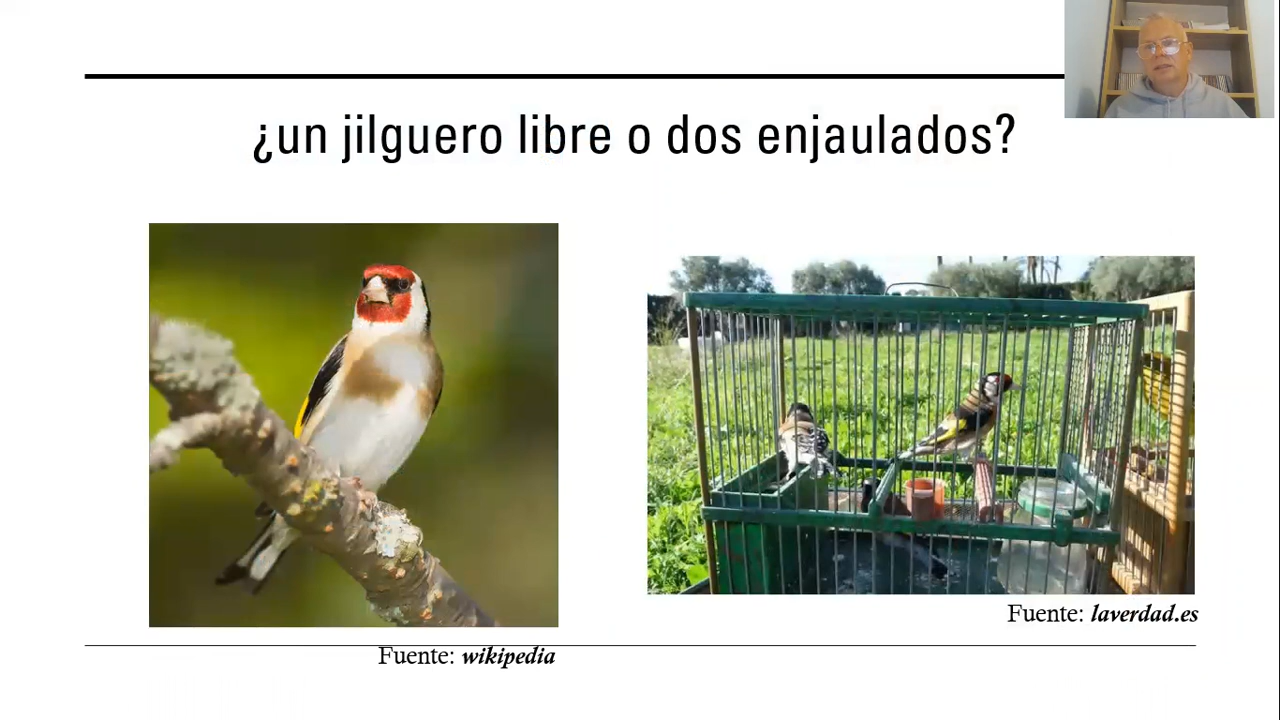 ¿un jilguero libre o dos enjaulados?
Fuente: laverdad.es
Fuente: wikipedia